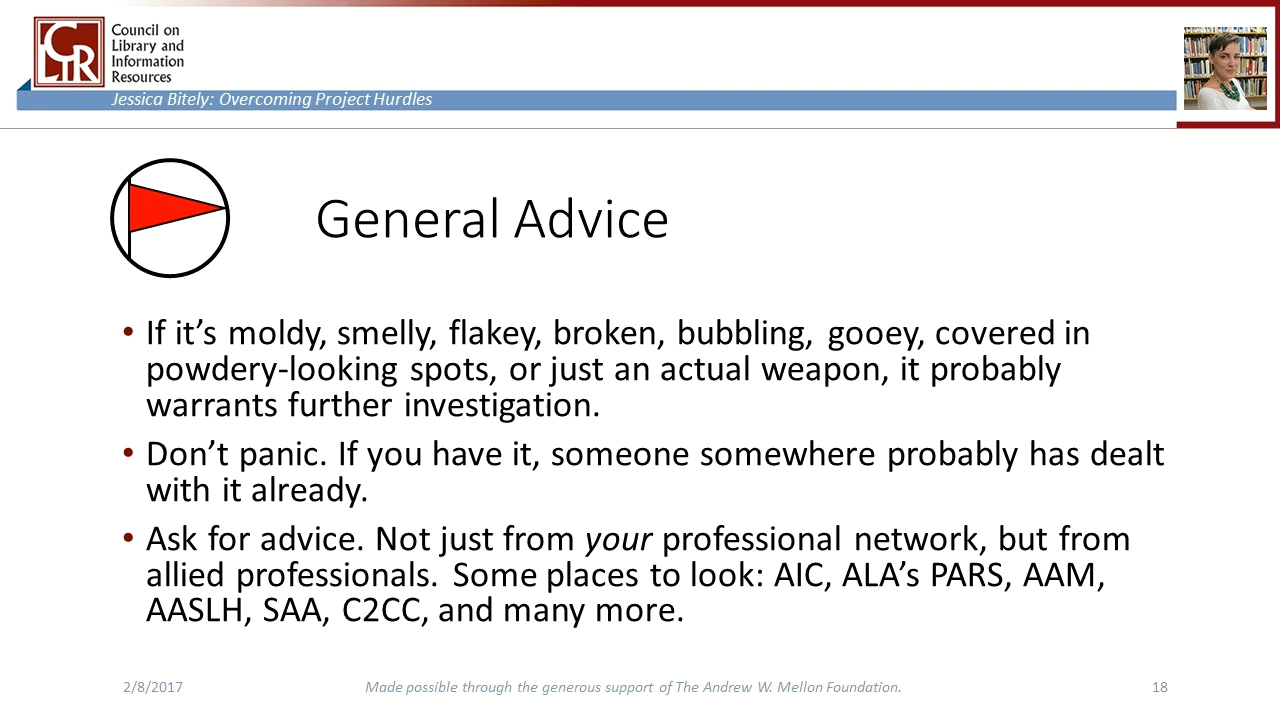 CLIR
Council on
Library and
Information
Resources
Jessica Bitely: Overcoming Project Hurdles
General Advice
• If it’s moldy, smelly, flakey, broken, bubbling, gooey, covered in
powdery-looking spots, or just an actual weapon, it probably
warrants further investigation.
• Don’t panic. If you have it, someone somewhere probably has dealt
with it already.
• Ask for advice. Not just from your professional network, but from
allied professionals. Some places to look: AIC, ALA’s PARS, AAM,
AASLH, SAA, C2CC, and many more.
2/8/2017
Made possible through the generous support of The Andrew W. Mellon Foundation.
18